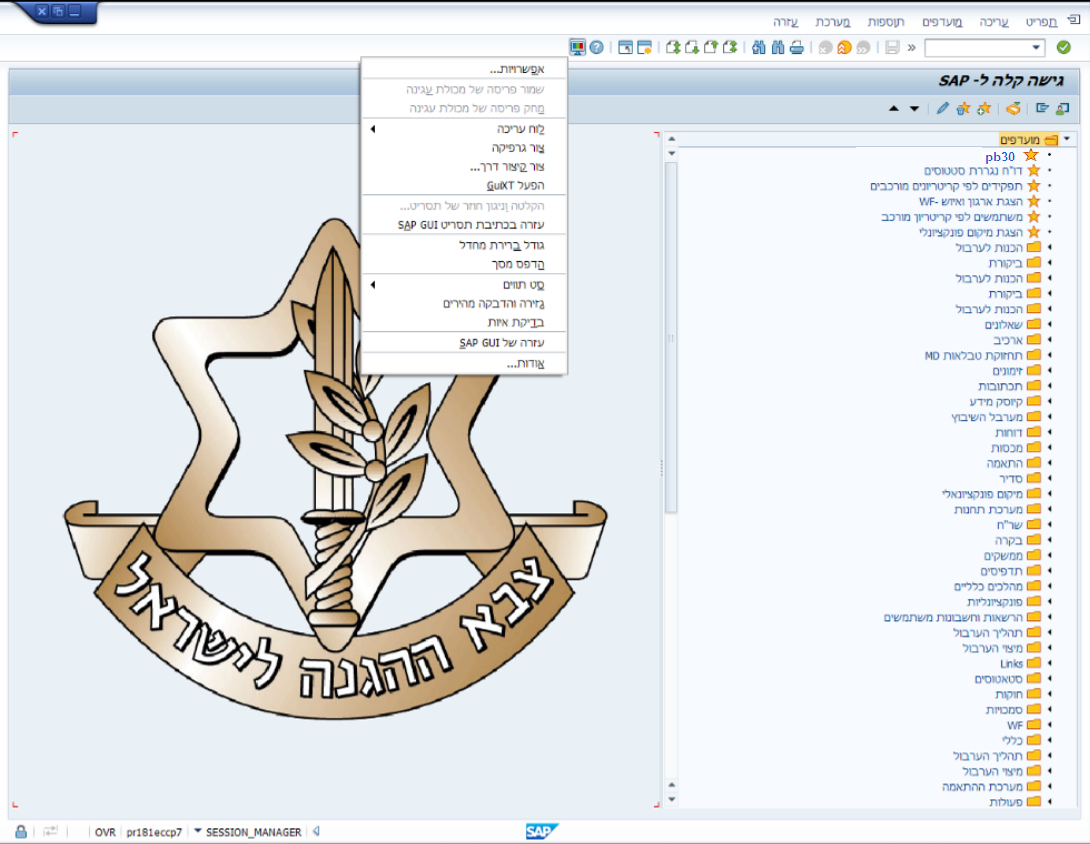 תפריט עריכה מועדפים תוספות מערכת עזרה
גישה קלה ל- SAP
אפשרויות...
שמור פריסה של מכולת עגינה
מחק פריסה של מכולת עגינה
לוח עריכה
צור גרפיקה
צור קיצור דרך...
הפעל GuiXT
הקלטה וניגון חוזר של תסריט...
עזרה בכתיבת תסריט SAP GUI
גודל ברירת מחדל
הדפס מסך
סט תווים
גזירה והדבקה מהירים
בדיקת איות
עזרה של SAP GUI
אודות...
מועדפים
pb30
דו"ח נגררת סטטוסים
תפקידים לפי קריטריונים מורכבים
הצגת ארגון ואיוש -WF
משתמשים לפי קריטריון מורכב
הצגת מיקום פונקציונלי
הכנות לערבול
ביקורת
הכנות לערבול
ביקורת
הכנות לערבול
שאלונים
ארכיב
תחזוקת טבלאות MD
זימונים
תכתובות
קיוסק מידע
מערבל השיבוץ
דוחות
מכסות
התאמה
סדיר
מיקום פונקציונאלי
מערכת תחנות
שר"ח
בקרה
ממשקים
תדפיסים
מהלכים כלליים
פונקציונליות
הרשאות וחשבונות משתמשים
תהליך הערבול
מיצוי הערבול
Links
סטאטוסים
חוקות
סמכויות
WF
כללי
תהליך הערבול
מיצוי הערבול
מערכת ההתאמה
פעולות
צבא ההגנה לישראל
OVR pr181eccp7 SESSION_MANAGER
SAP